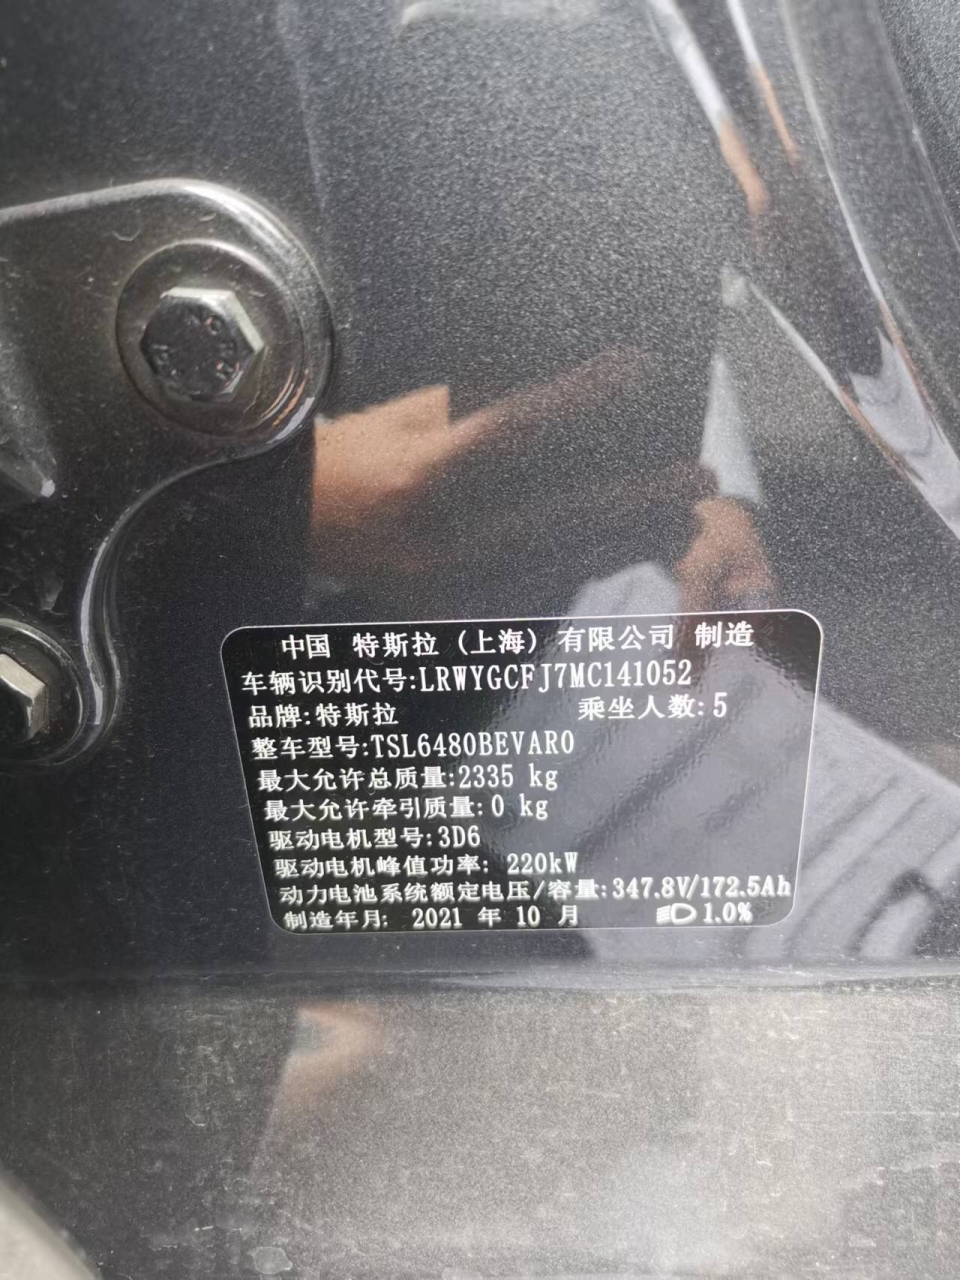 中国 特斯拉（上海）有限公司 制造
车辆识别代号:LRWYGCFJ7MC141052
品牌:特斯拉 乘坐人数:5
整车型号:TSL6480BEVAR0
最大允许总质量:2335 kg
最大允许牵引质量:0 kg
驱动电机型号:3D6
驱动电机峰值功率: 220kW
动力电池系统额定电压/容量:347.8V/172.5Ah
制造年月: 2021 年 10 月 1.0%